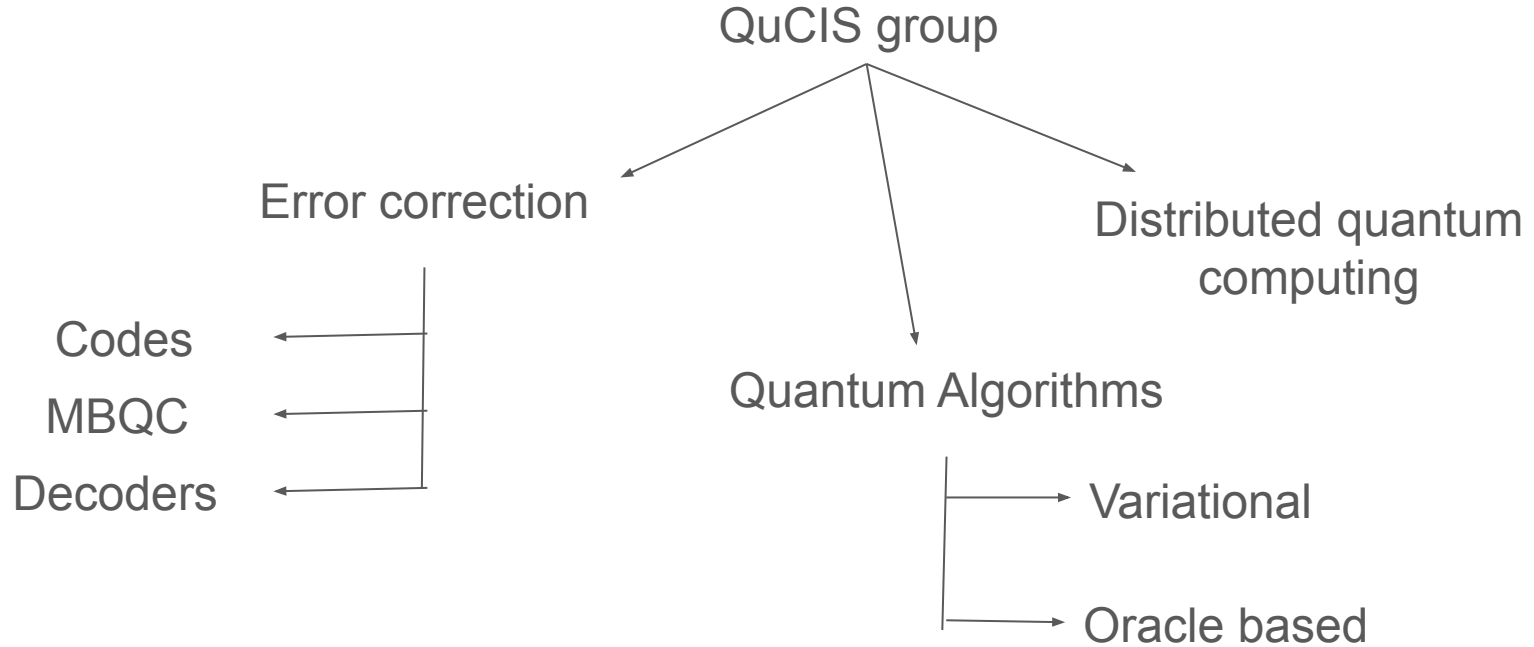 QuCIS group
Error correction
Distributed quantum
computing
Codes
MBQC
Decoders
Quantum Algorithms
Variational
Oracle based